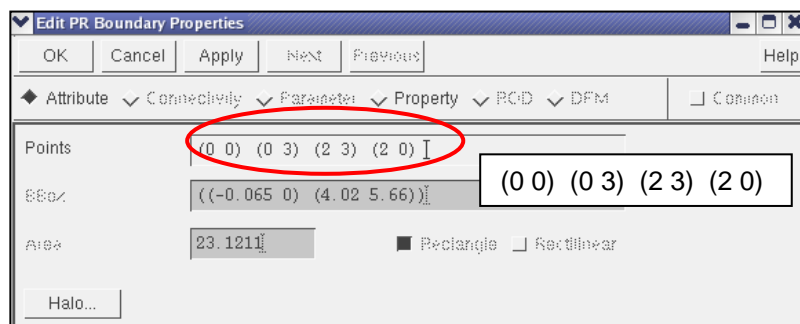 Edit PR Boundary Properties
OK Cancel Apply Next Previous Help
Attribute Connectivity Parameter Property ROD DFM Common
Points (0 0) (0 3) (2 3) (2 0)
(0 0) (0 3) (2 3) (2 0)
BBox ((-0.065 0) (4.02 5.66))
Area 23.1211 Rectangle Rectilinear
Halo...